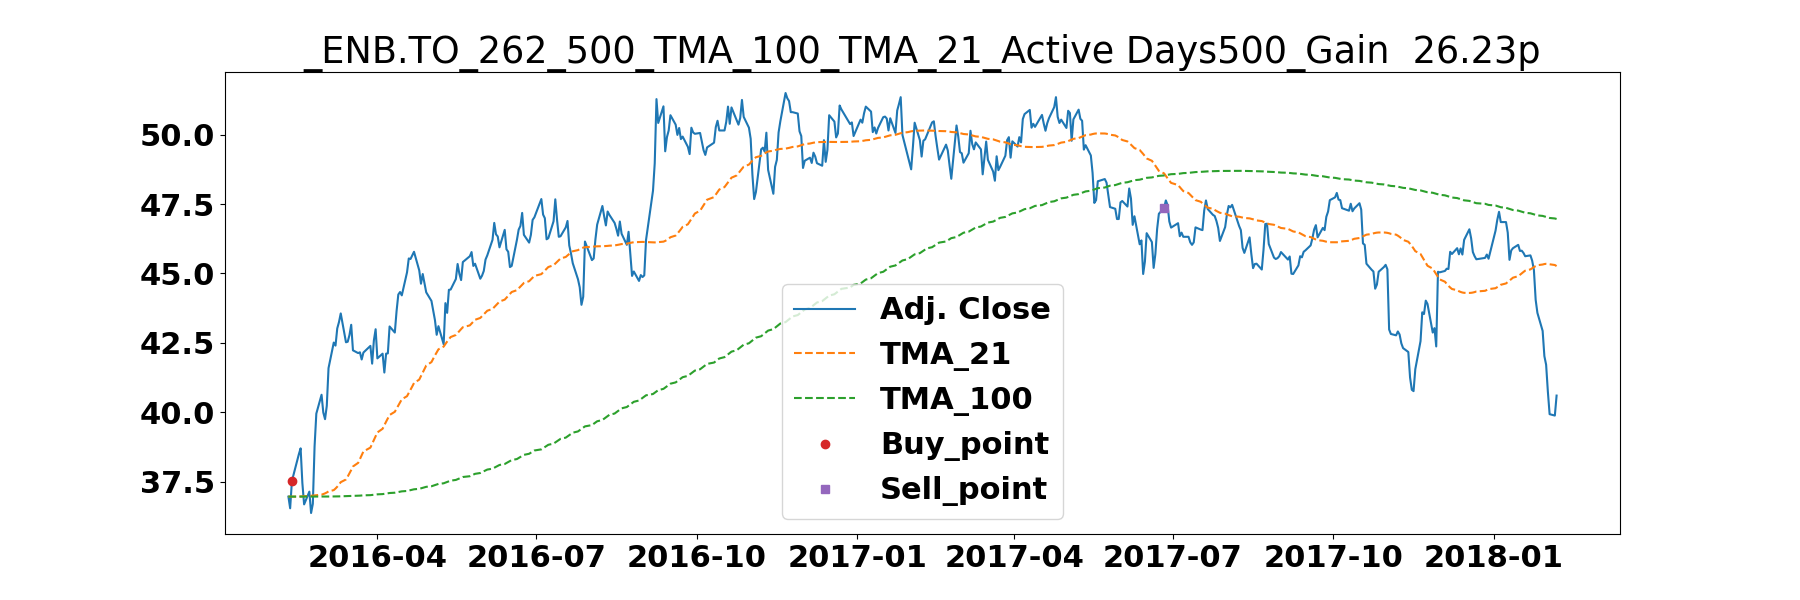 _ENB.TO_262_500_TMA_100_TMA_21_Active Days500_Gain  26.23p
50.0
47.5
45.0
42.5
40.0
37.5
Adj. Close
TMA_21
TMA_100
Buy_point
Sell_point
2016-04 2016-07 2016-10 2017-01 2017-04 2017-07 2017-10 2018-01